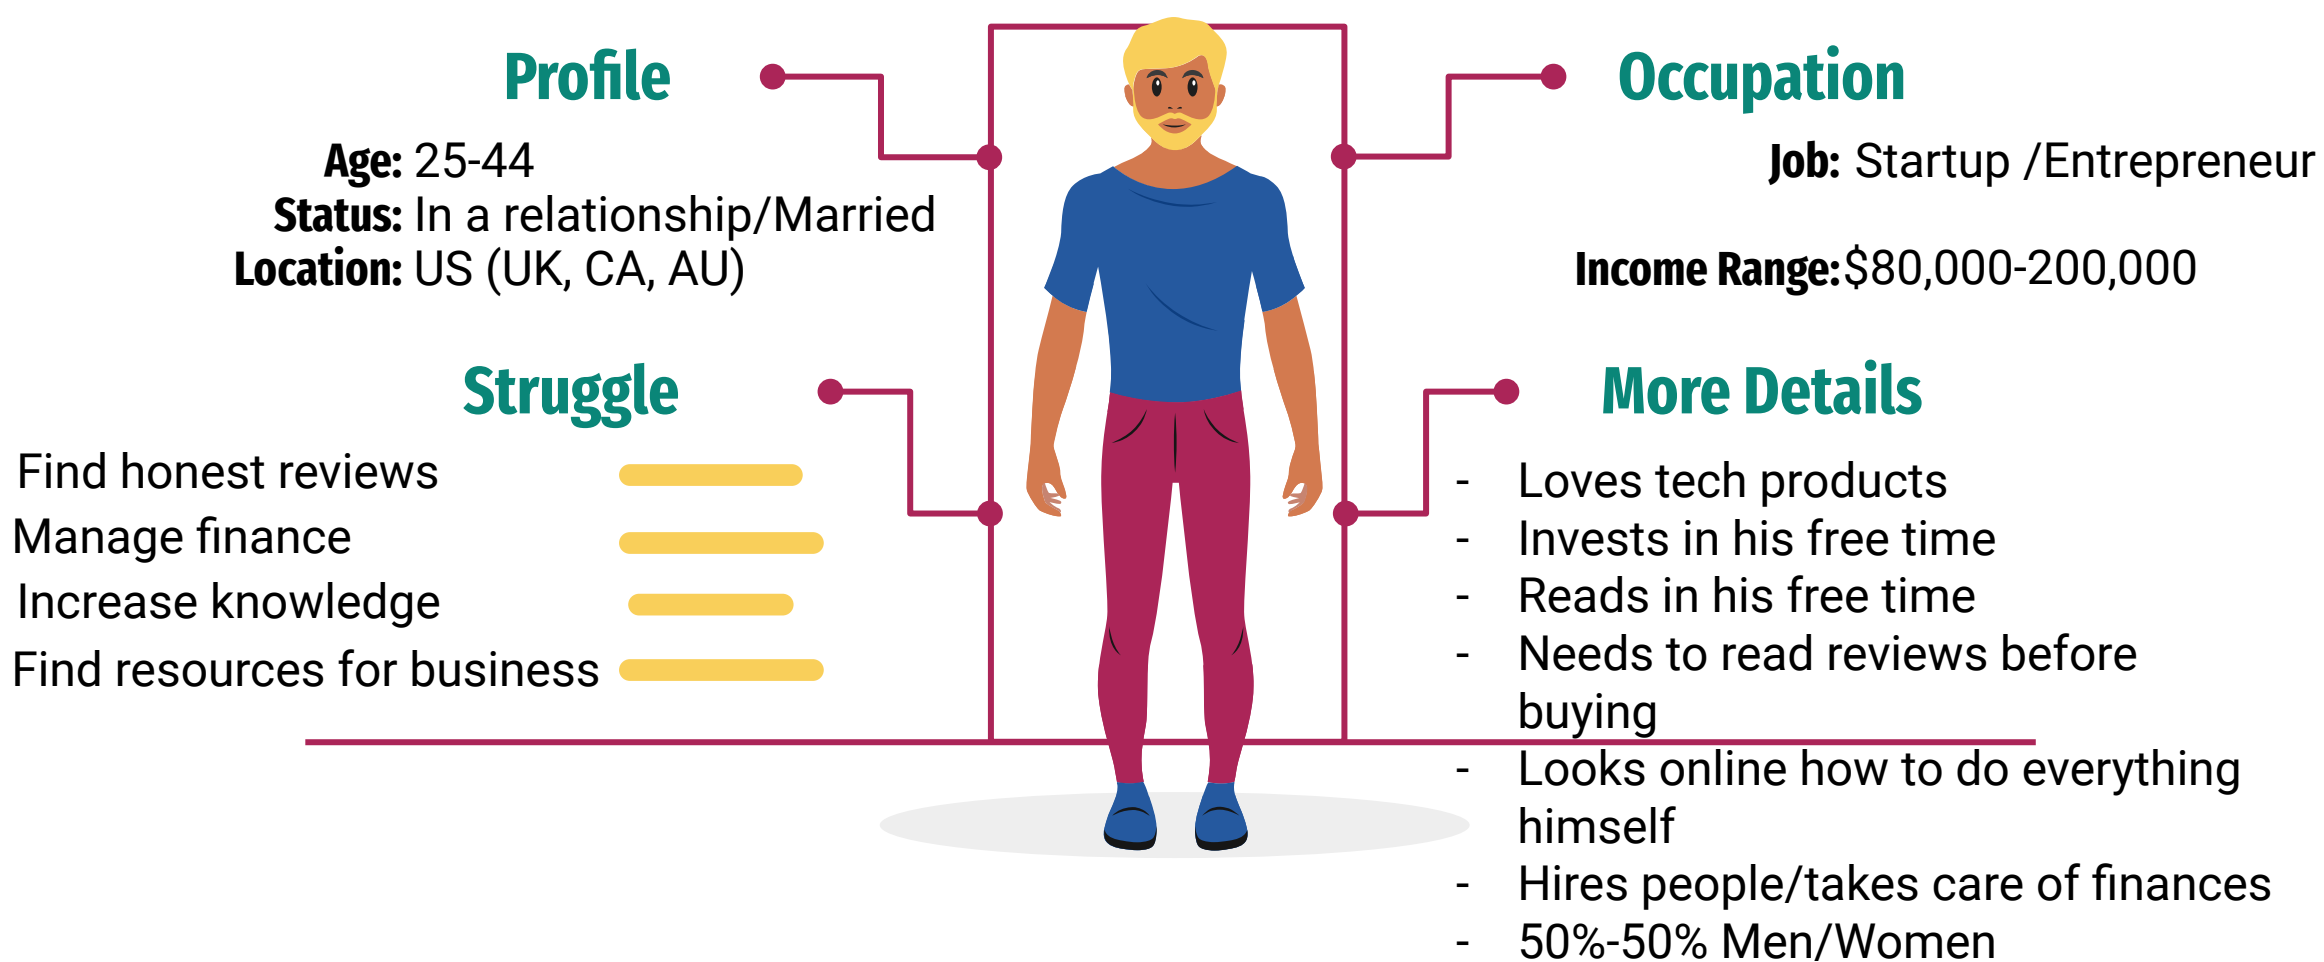 Profile
Age: 25-44
Status: In a relationship/Married
Location: US (UK, CA, AU)
Occupation
Job: Startup /Entrepreneur
Income Range:$80,000-200,000
Struggle
Find honest reviews
Manage finance
Increase knowledge
Find resources for business
More Details
- Loves tech products
- Invests in his free time
- Reads in his free time
- Needs to read reviews before
buying
- Looks online how to do everything
himself
- Hires people/takes care of finances
- 50%-50% Men/Women